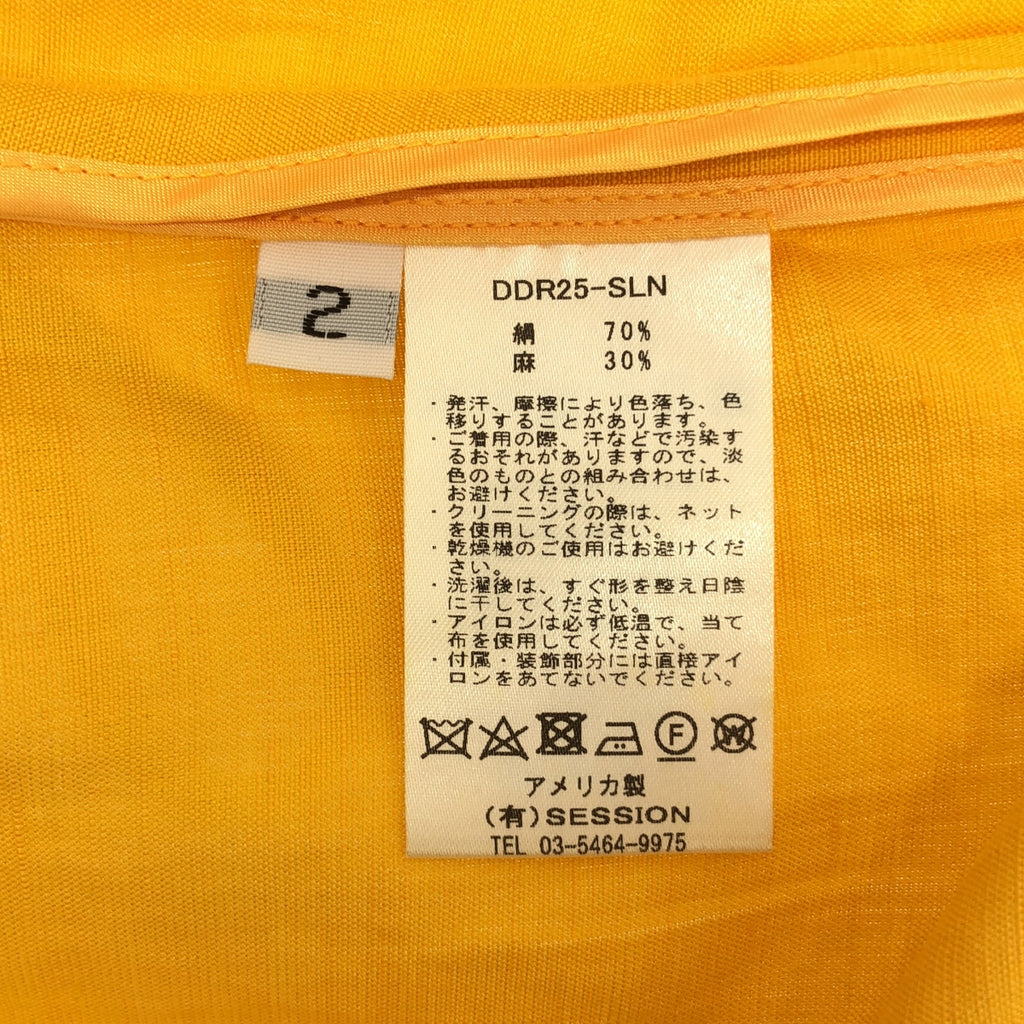 2
DDR25-SLN
絹 70%
麻 30%
・発汗、摩擦により色落ち、色
移りすることがあります。
・ご着用の際、汗などで汚染す
るおそれがありますので、淡
色のものとの組み合わせは、
お避けください。
・クリーニングの際は、ネット
を使用してください。
・乾燥機のご使用はお避けくだ
さい。
・洗濯後は、すぐ形を整え日陰
に干してください。
・アイロンは必ず低温で、当て
布を使用してください。
・付属・装飾部分には直接アイ
ロンをあてないでください。
F W
アメリカ製
(有)SESSION
TEL 03-5464-9975